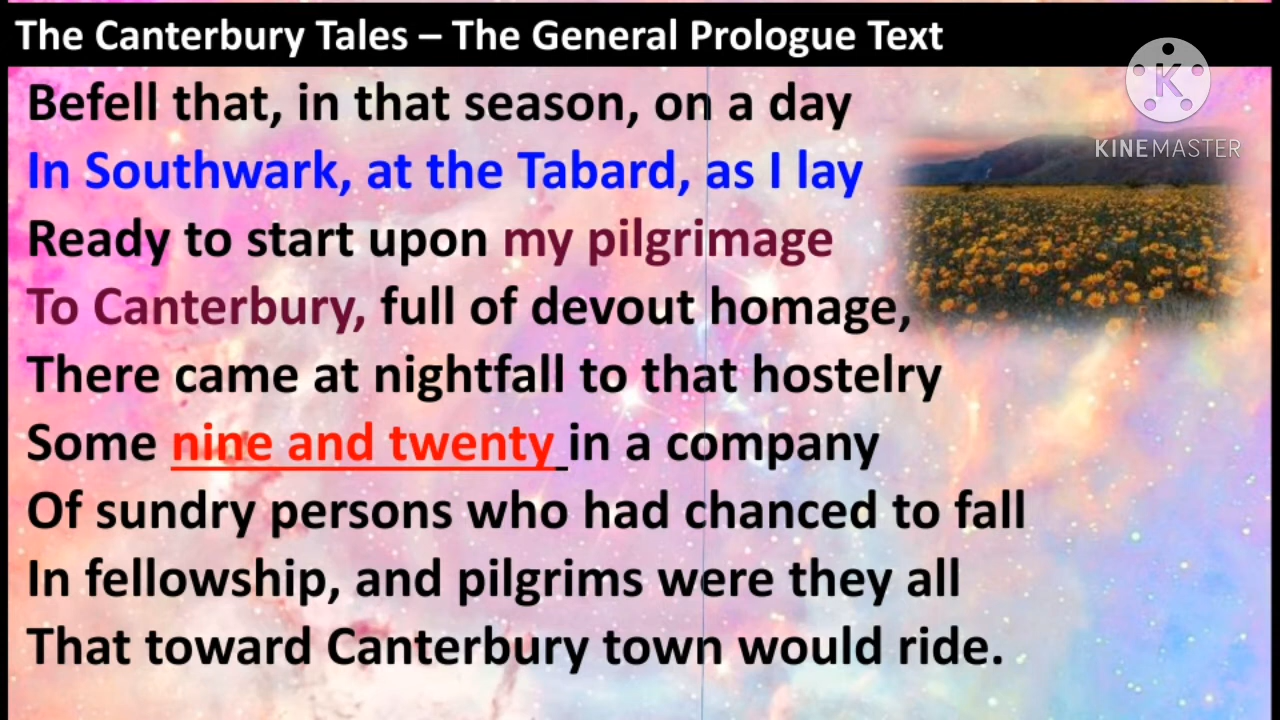 The Canterbury Tales – The General Prologue Text
K
KINEMASTER
Befell that, in that season, on a day
In Southwark, at the Tabard, as I lay
Ready to start upon my pilgrimage
To Canterbury, full of devout homage,
There came at nightfall to that hostelry
Some nine and twenty in a company
Of sundry persons who had chanced to fall
In fellowship, and pilgrims were they all
That toward Canterbury town would ride.